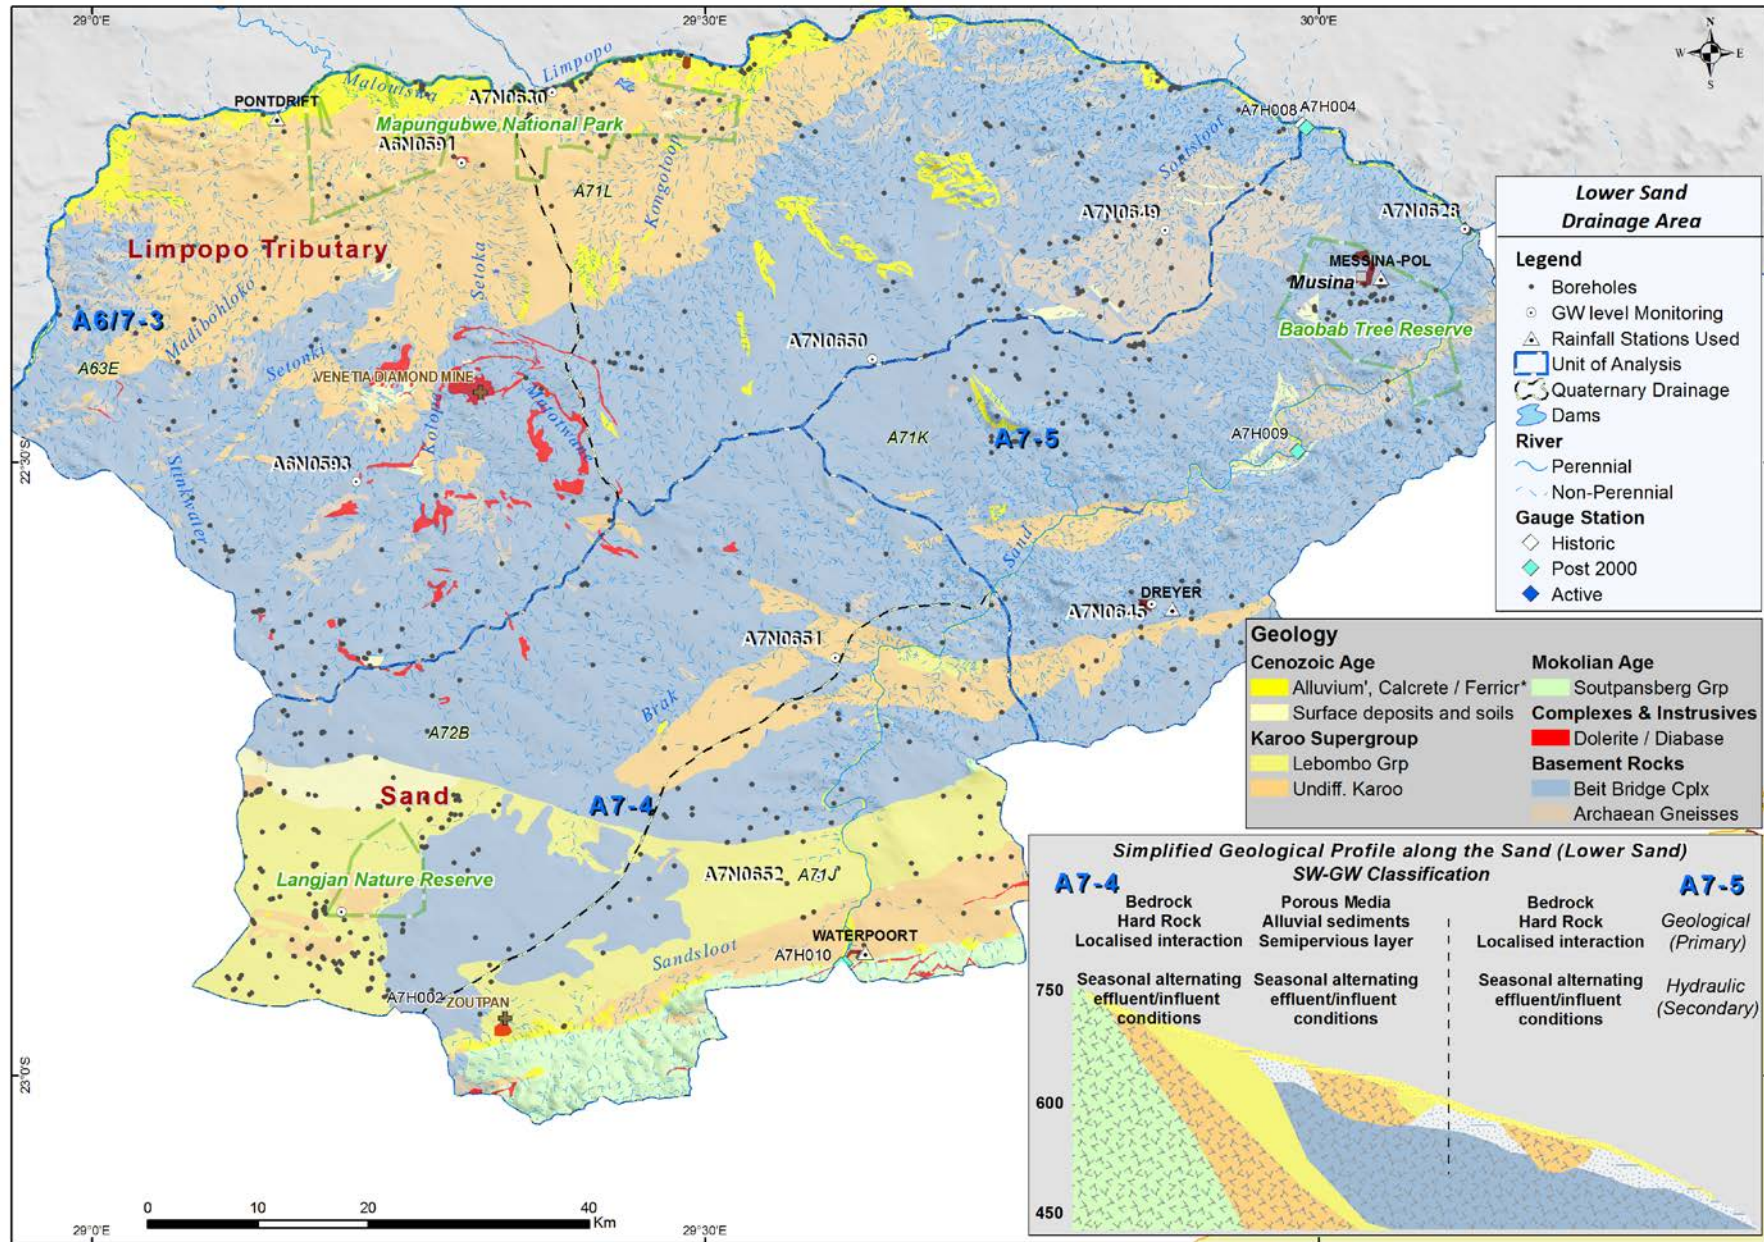 29°0'E
29°30'E
30°0'E
N
W
E
S
Limpopo
Maloutswa
A7N0630
PONTDRIFT
Mapungubwe National Park
A6N0591
A7H008
A7H004
Soutsloot
A71L
Kongoloop
A7N0649
A7N0628
Limpopo Tributary
Setoka
MESSINA-POL
Musina
A6/7-3
Madibohloko
Baobab Tree Reserve
A7N0650
A63E
Setonki
VENETIA DIAMOND MINE
Kolope
Matotwane
A71K
A7-5
A7H009
22°30'S
A6N0593
Stinkwater
Sand
DREYER
A7N0645
A7N0651
Brak
A72B
Sand
A7-4
A7N0652
A71J
Langjan Nature Reserve
WATERPOORT
Sandsloot
A7H010
A7H002
ZOUTPAN
23°0'S
0
10
20
40
Km
29°0'E
29°30'E
Lower Sand
Drainage Area
Legend
Boreholes
GW level Monitoring
Rainfall Stations Used
Unit of Analysis
Quaternary Drainage
Dams
River
Perennial
Non-Perennial
Gauge Station
Historic
Post 2000
Active
Geology
Cenozoic Age
Alluvium', Calcrete / Ferricr*
Surface deposits and soils
Karoo Supergroup
Lebombo Grp
Undiff. Karoo
Mokolian Age
Soutpansberg Grp
Complexes & Instrusives
Dolerite / Diabase
Basement Rocks
Beit Bridge Cplx
Archaean Gneisses
Simplified Geological Profile along the Sand (Lower Sand)
SW-GW Classification
A7-4
A7-5
Bedrock
Hard Rock
Localised interaction
Porous Media
Alluvial sediments
Semipervious layer
Bedrock
Hard Rock
Localised interaction
Geological
(Primary)
Seasonal alternating
effluent/influent
conditions
Seasonal alternating
effluent/influent
conditions
Seasonal alternating
effluent/influent
conditions
Hydraulic
(Secondary)
750
600
450